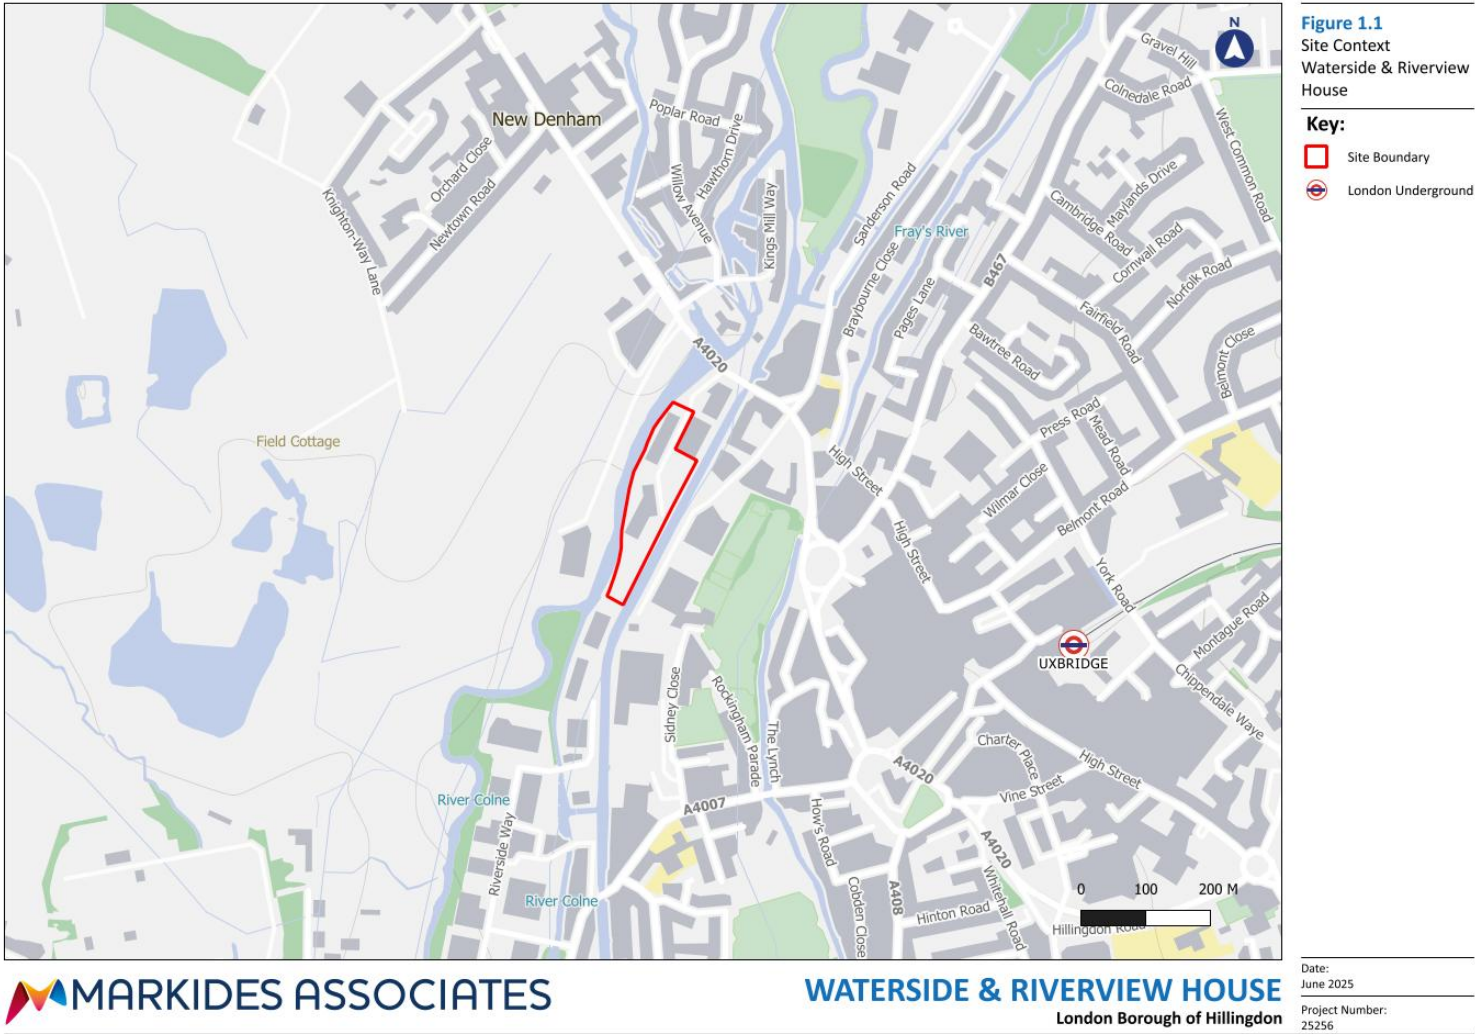 Figure 1.1
Site Context
Waterside & Riverview
House
Key:
Site Boundary
London Underground
N
Gravel Hill
Colnedale Road
West Common Road
New Denham
Poplar Road
Hawthorn Drive
Willow Avenue
Kings Mill Way
Orchard Close
Newtown Road
Knighton-Way Lane
Sanderson Road
Fray's River
Braybourne Close
Pages Lane
B467
Cambridge Road
Maylands Drive
Cornwall Road
Norfolk Road
Fairfield Road
Bawtree Road
Belmont Close
A4020
Press Road
Mead Road
Field Cottage
High Street
Wilmar Close
Belmont Road
High Street
York Road
Montague Road
UXBRIDGE
Chippendale Waye
Sidney Close
Rockingham Parade
The Lynch
Charter Place
High Street
A4020
Vine Street
River Colne
A4007
How's Road
A4020
Riverside Way
River Colne
Cobden Close
A408
Hinton Road
Whitehall Road
Hillingdon Road
0 100 200 M
MARKIDES ASSOCIATES
WATERSIDE & RIVERVIEW HOUSE
London Borough of Hillingdon
Date:
June 2025
Project Number:
25256